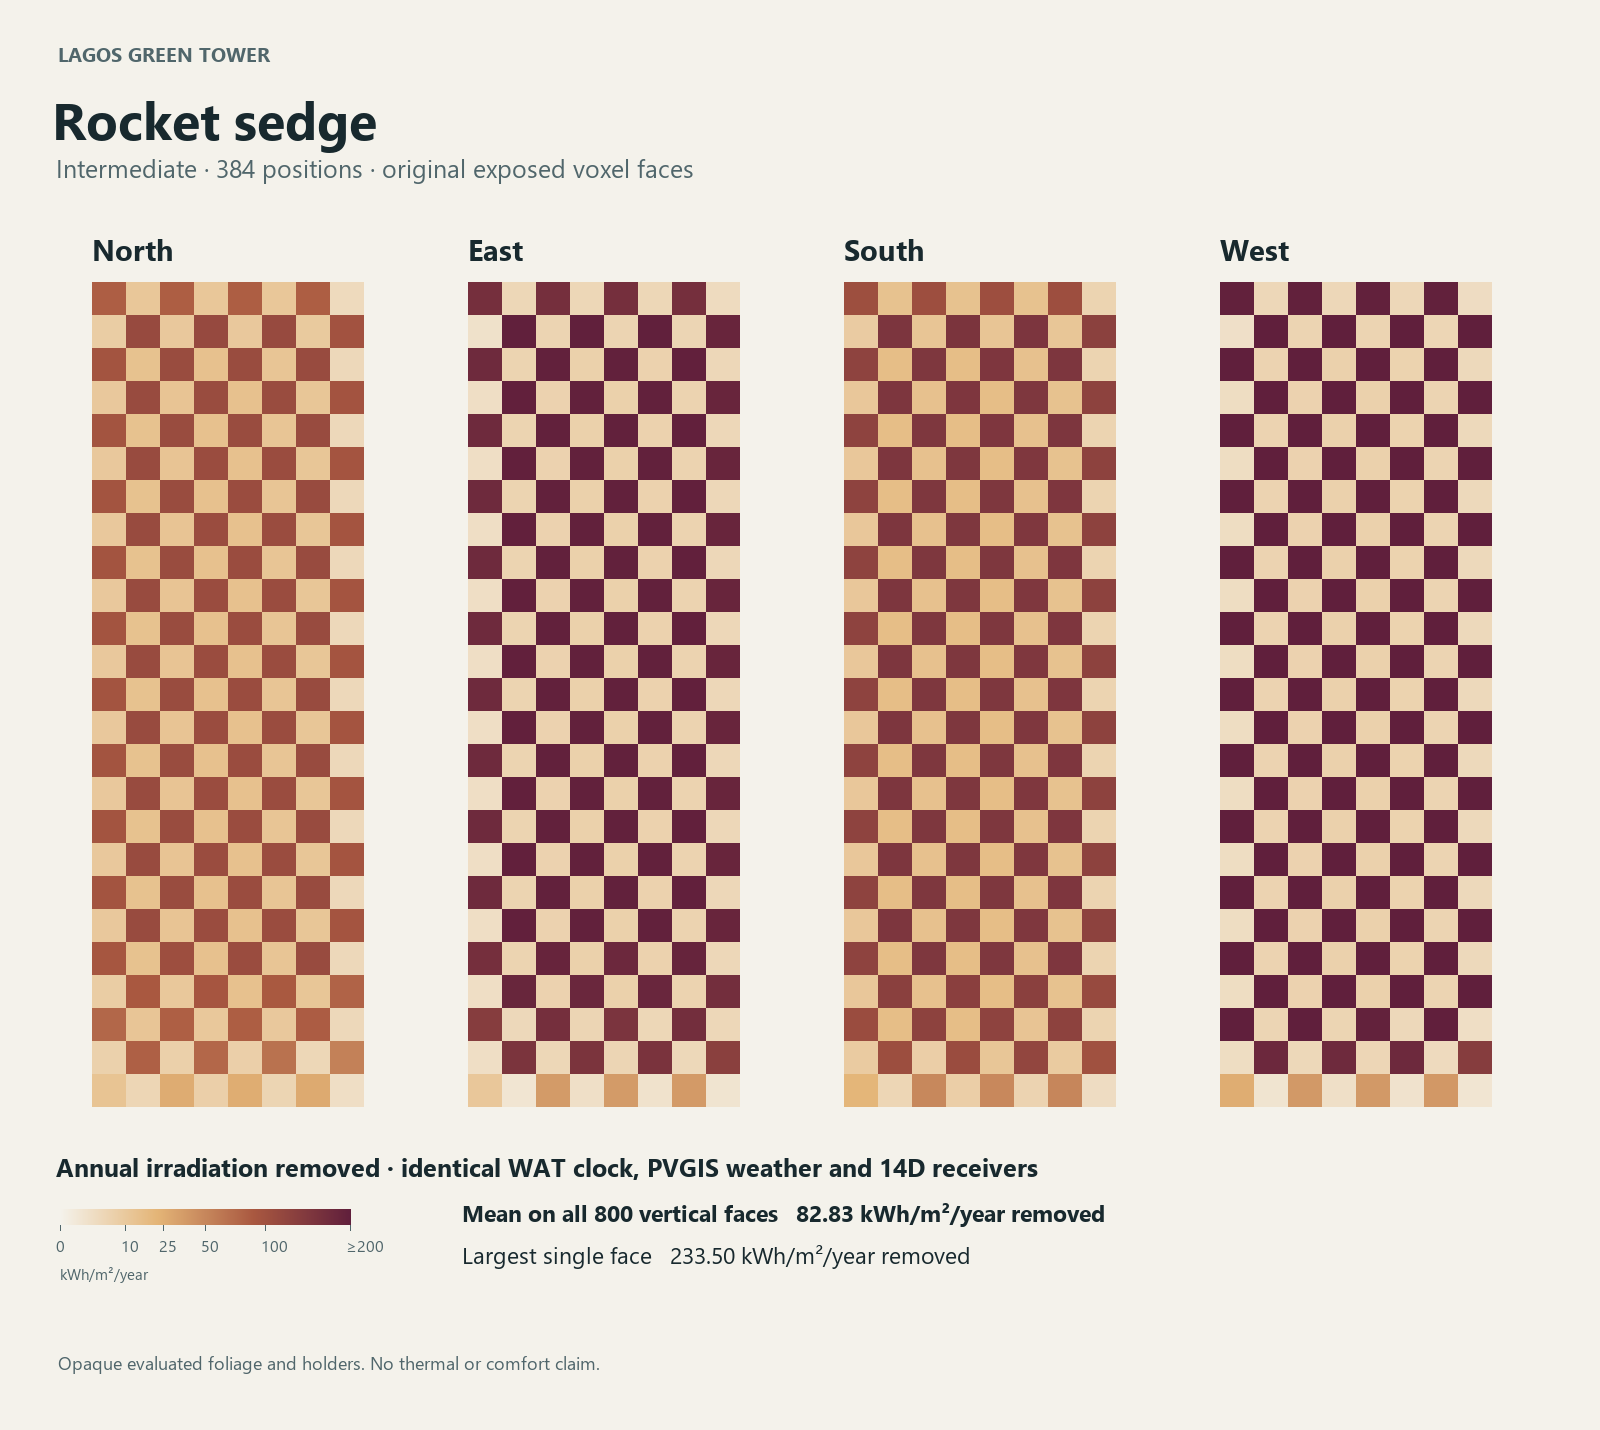 LAGOS GREEN TOWER
Rocket sedge
Intermediate · 384 positions · original exposed voxel faces
North East South West
Annual irradiation removed · identical WAT clock, PVGIS weather and 14D receivers
Mean on all 800 vertical faces 82.83 kWh/m²/year removed
0 10 25 50 100 ≥200
Largest single face 233.50 kWh/m²/year removed
kWh/m²/year
Opaque evaluated foliage and holders. No thermal or comfort claim.